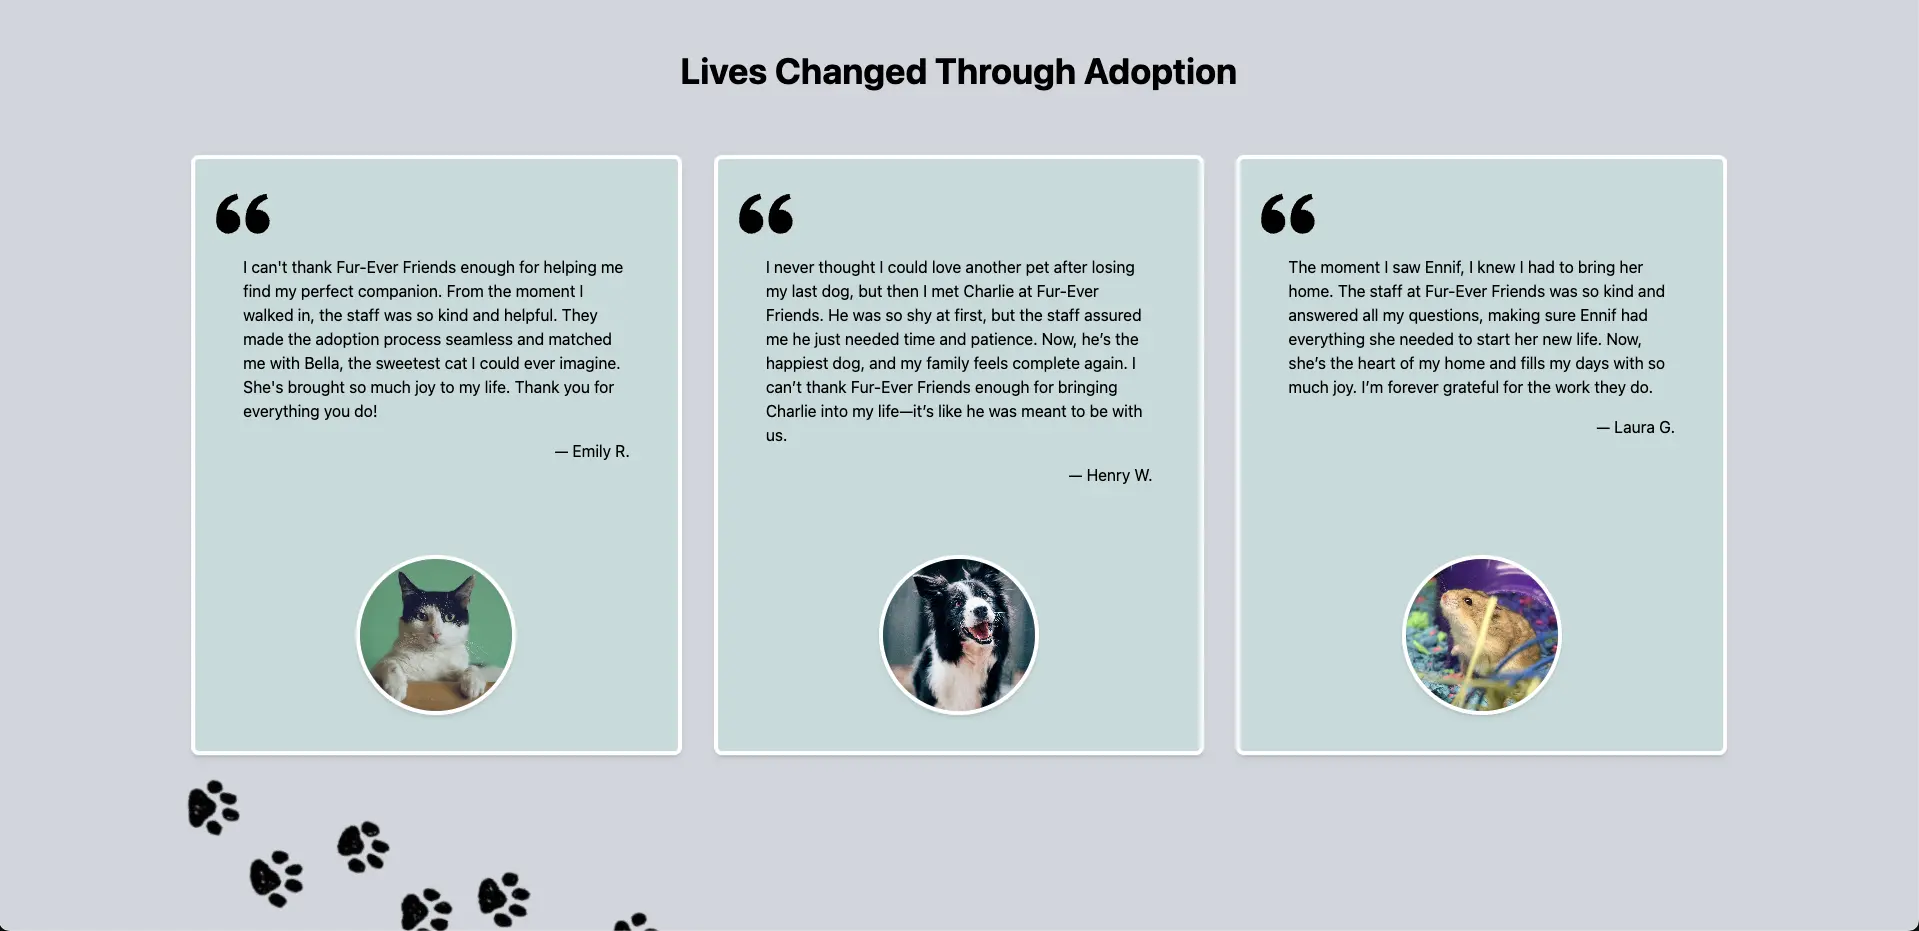 Lives Changed Through Adoption
“
I can't thank Fur-Ever Friends enough for helping me
find my perfect companion. From the moment I
walked in, the staff was so kind and helpful. They
made the adoption process seamless and matched
me with Bella, the sweetest cat I could ever imagine.
She's brought so much joy to my life. Thank you for
everything you do!
— Emily R.
“
I never thought I could love another pet after losing
my last dog, but then I met Charlie at Fur-Ever
Friends. He was so shy at first, but the staff assured
me he just needed time and patience. Now, he’s the
happiest dog, and my family feels complete again. I
can’t thank Fur-Ever Friends enough for bringing
Charlie into my life—it’s like he was meant to be with
us.
— Henry W.
“
The moment I saw Ennif, I knew I had to bring her
home. The staff at Fur-Ever Friends was so kind and
answered all my questions, making sure Ennif had
everything she needed to start her new life. Now,
she’s the heart of my home and fills my days with so
much joy. I’m forever grateful for the work they do.
— Laura G.